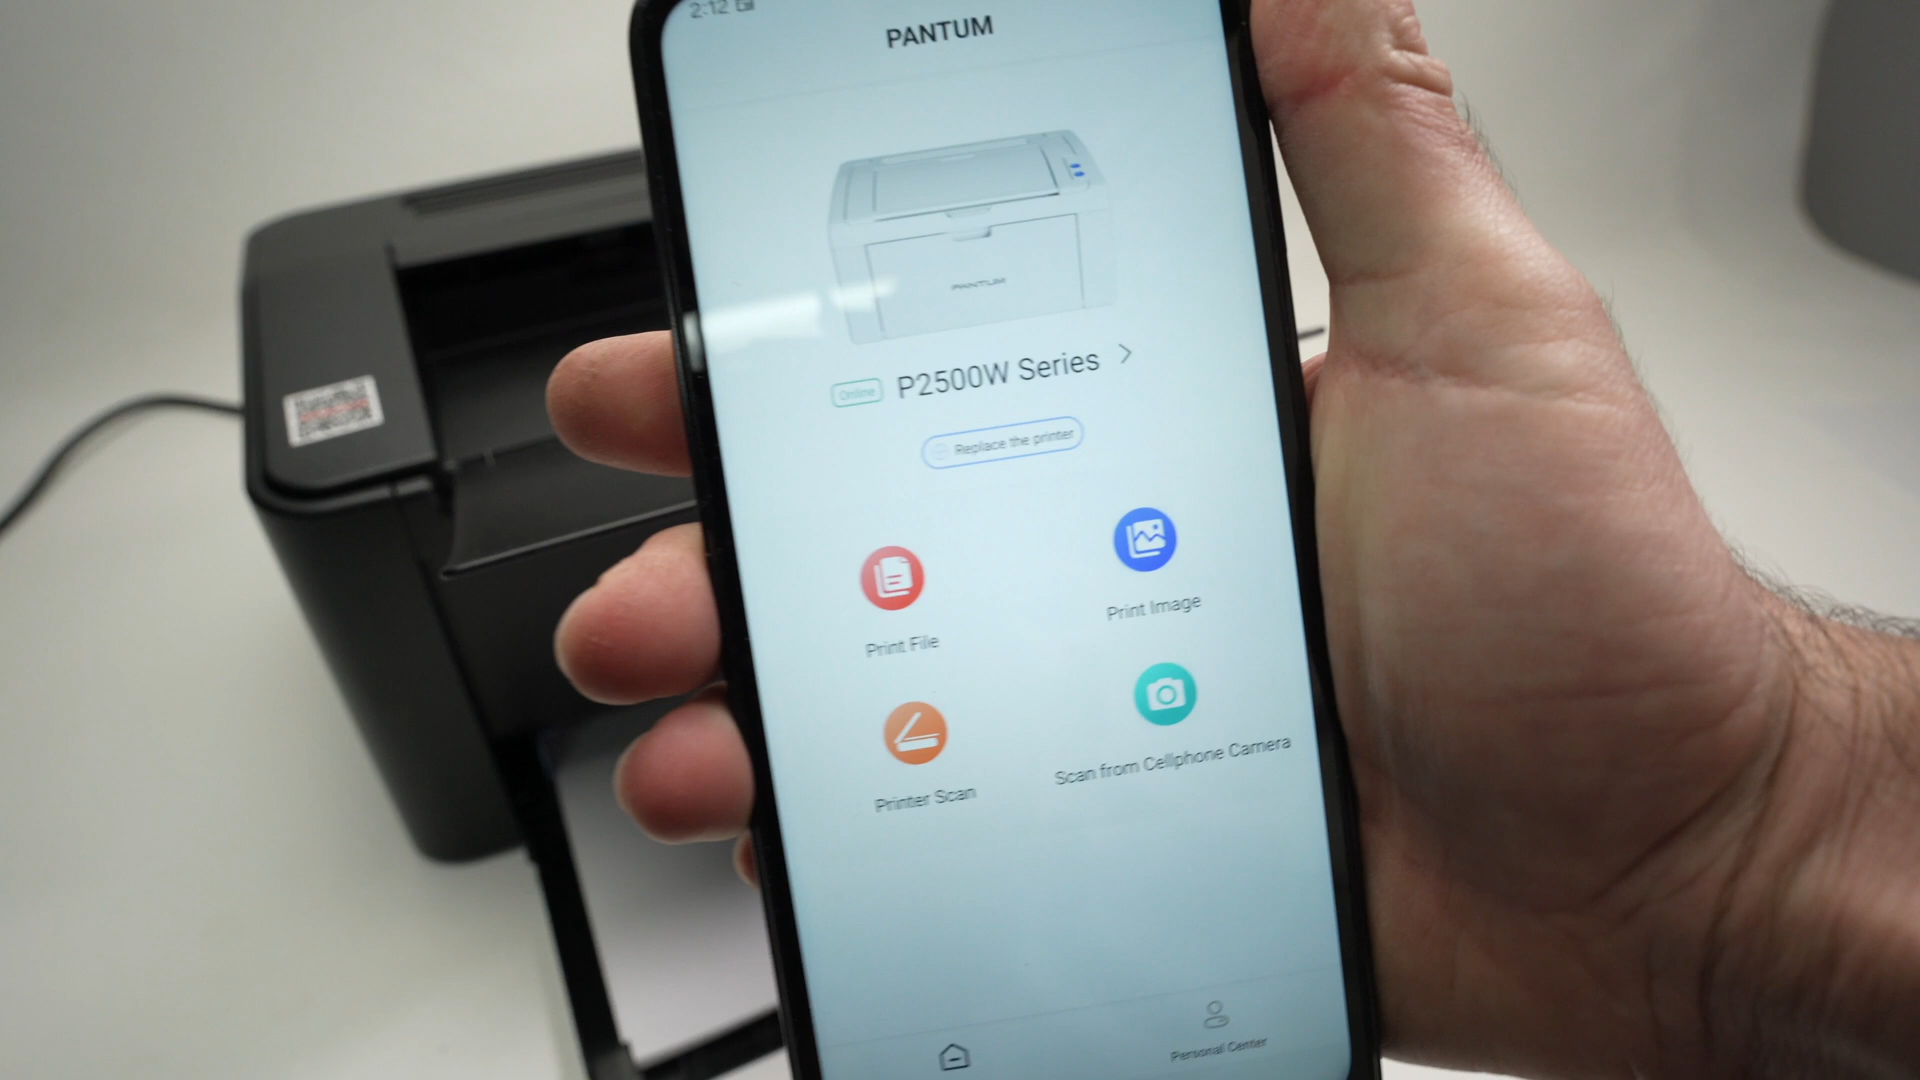 2:12
PANTUM
PANTUM
Online
P2500W Series
Replace the printer
Print File
Print Image
Printer Scan
Scan from Cellphone Camera
Personal Center